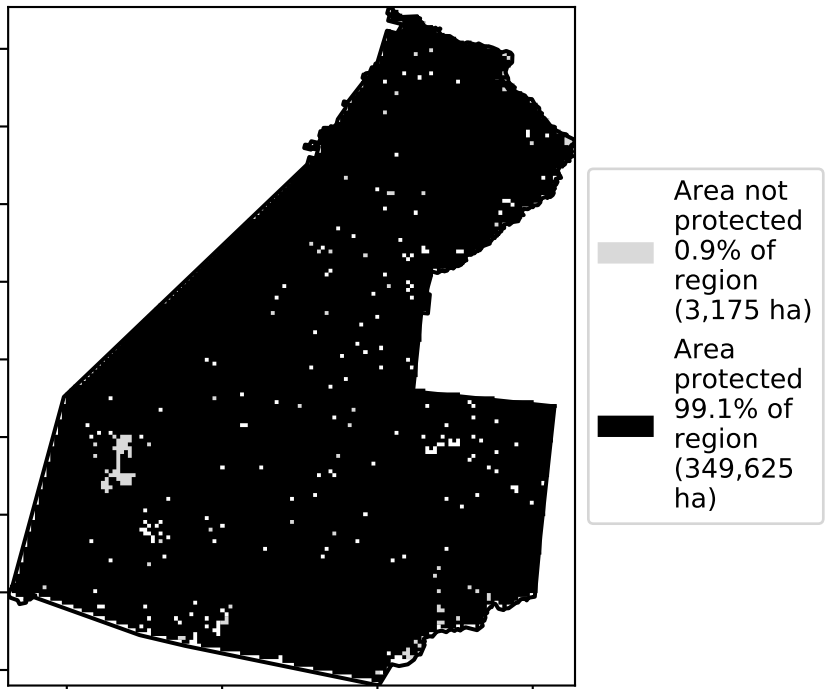 Area not
protected
0.9% of
region
(3,175 ha)
Area
protected
99.1% of
region
(349,625
ha)